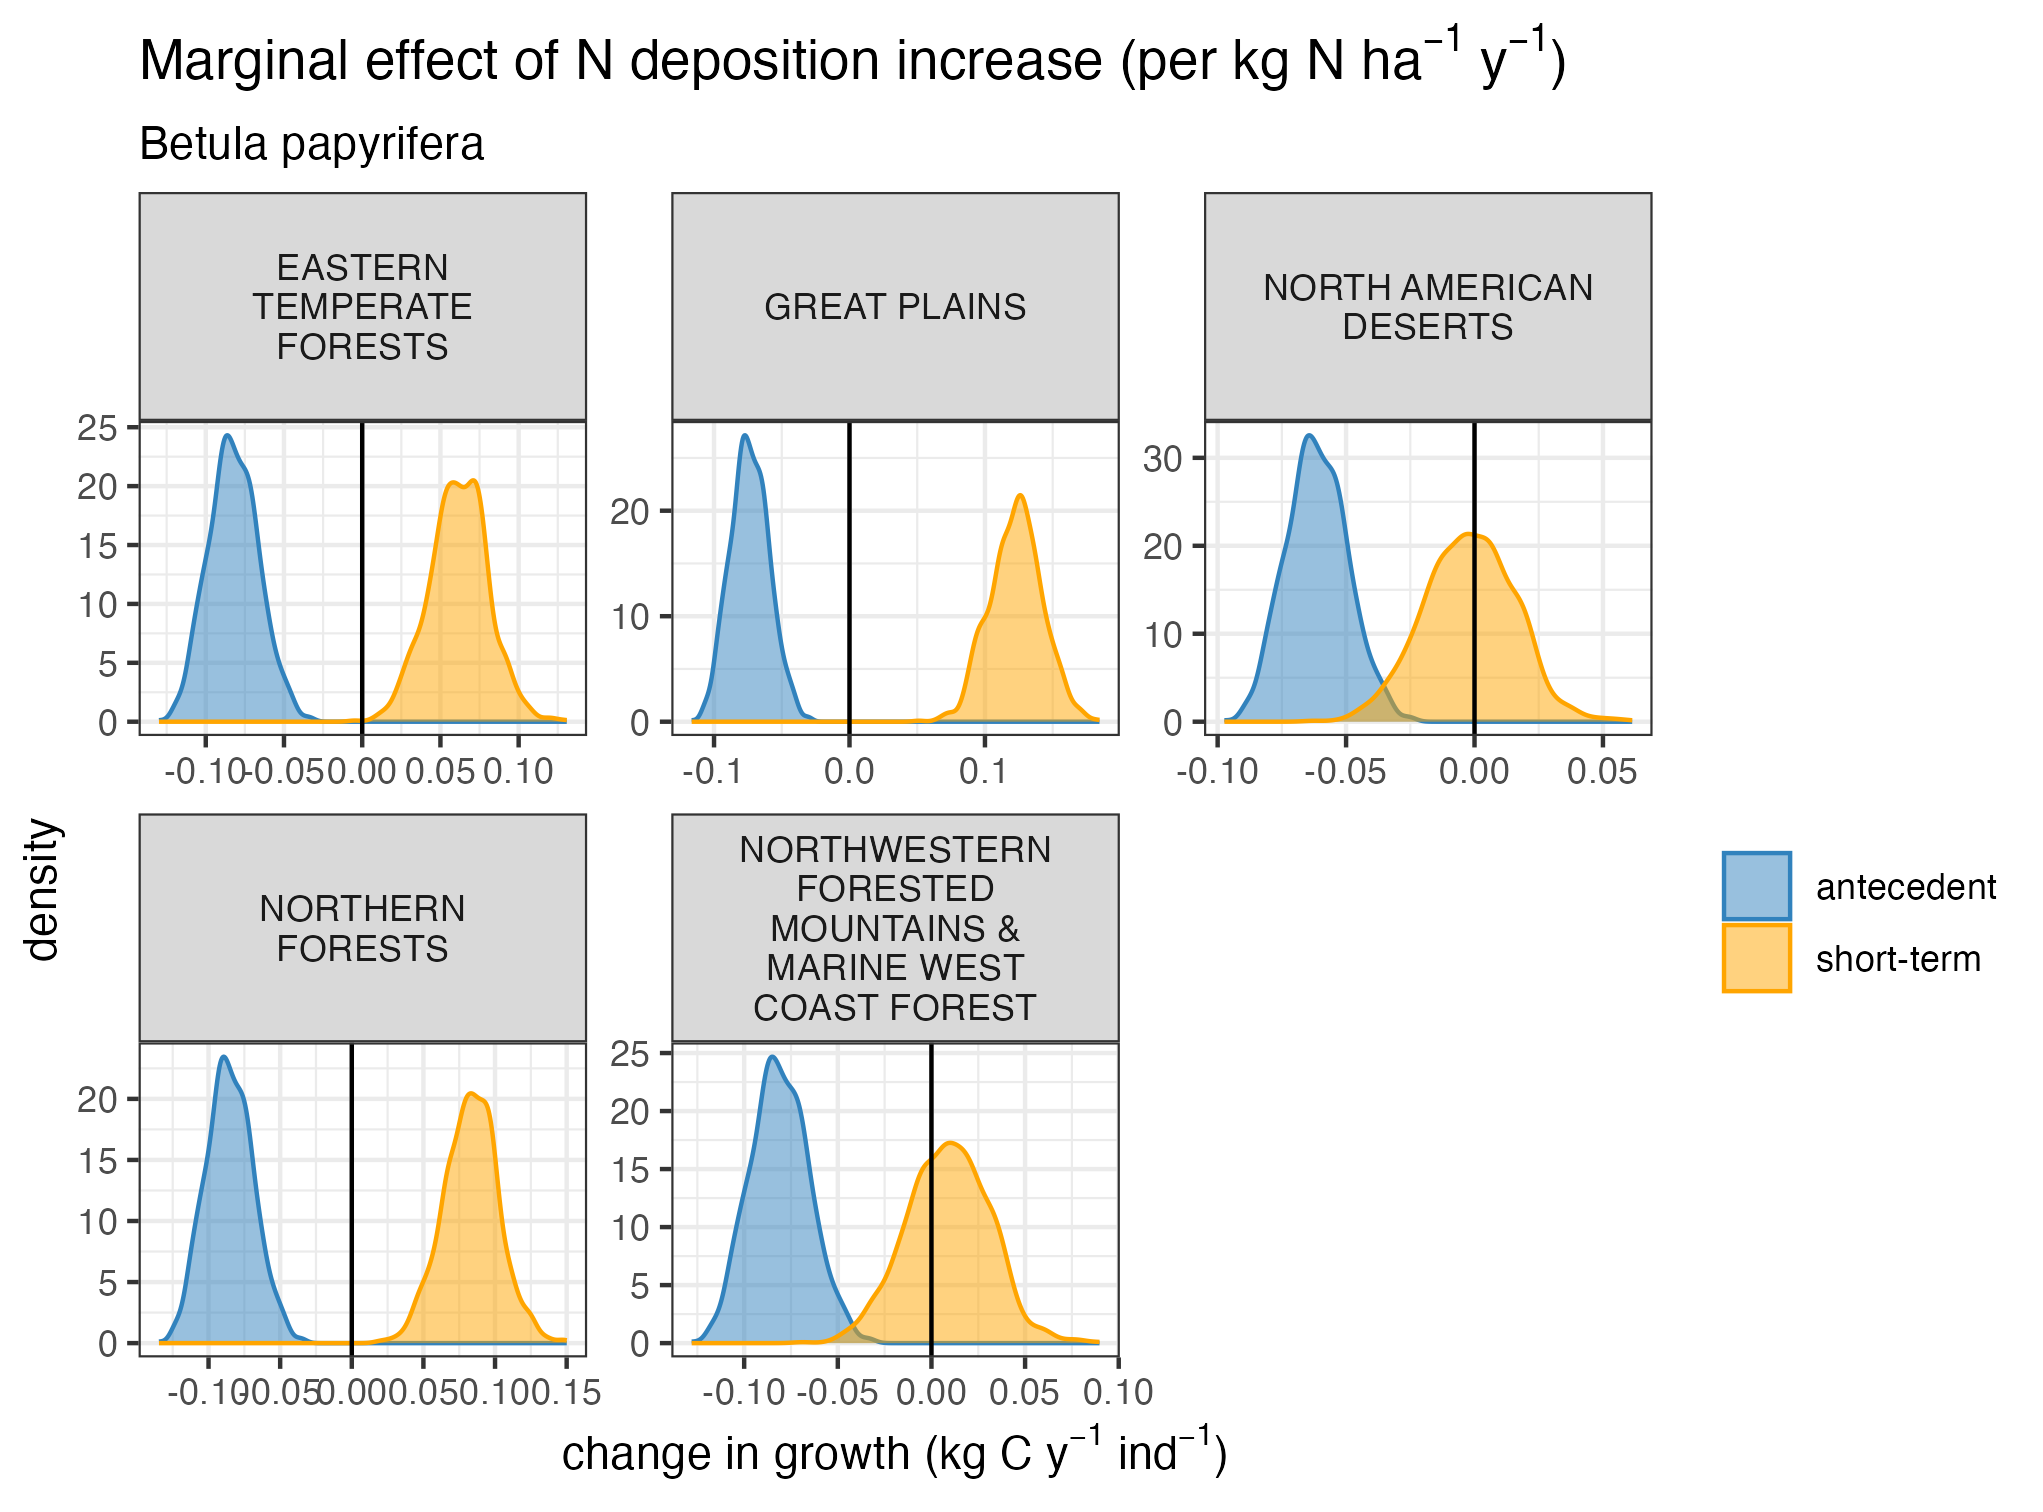 Marginal effect of N deposition increase (per kg N ha⁻¹ y⁻¹)
Betula papyrifera
EASTERN
TEMPERATE
FORESTS
GREAT PLAINS
NORTH AMERICAN
DESERTS
25
20
15
10
5
0
-0.10 -0.05 0.00 0.05 0.10
20
10
0
-0.1 0.0 0.1
30
20
10
0
-0.10 -0.05 0.00 0.05
density
NORTHERN
FORESTS
NORTHWESTERN
FORESTED
MOUNTAINS &
MARINE WEST
COAST FOREST
20
15
10
5
0
-0.10 -0.05 0.00 0.05 0.10 0.15
25
20
15
10
5
0
-0.10 -0.05 0.00 0.05 0.10
antecedent
short-term
change in growth (kg C y⁻¹ ind⁻¹)